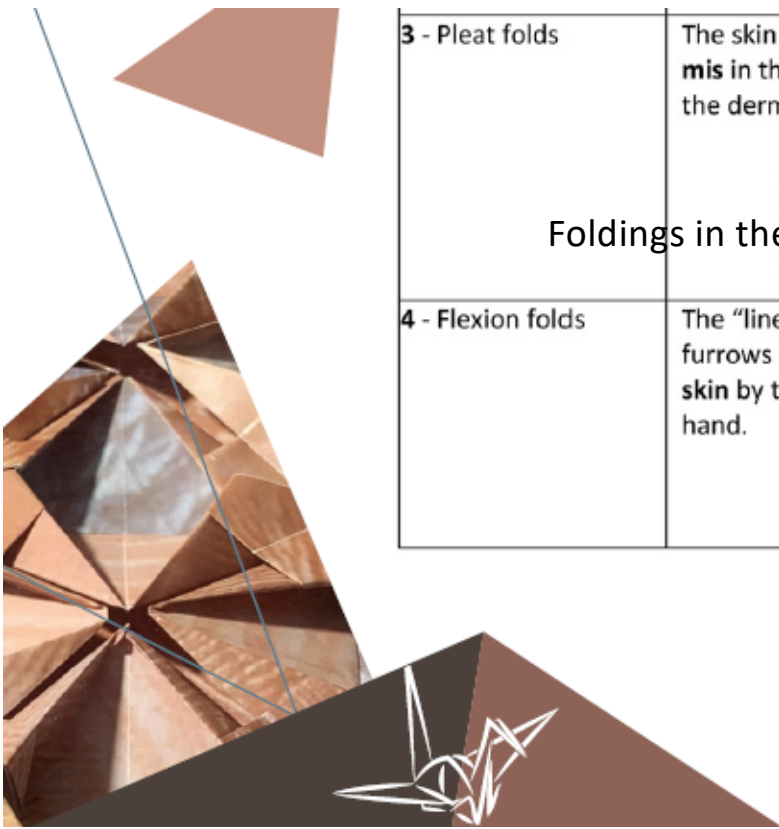 3 - Pleat folds
The skin
mis in th
the derm
Foldings in the
4 - Flexion folds
The "line
furrows
skin by t
hand.